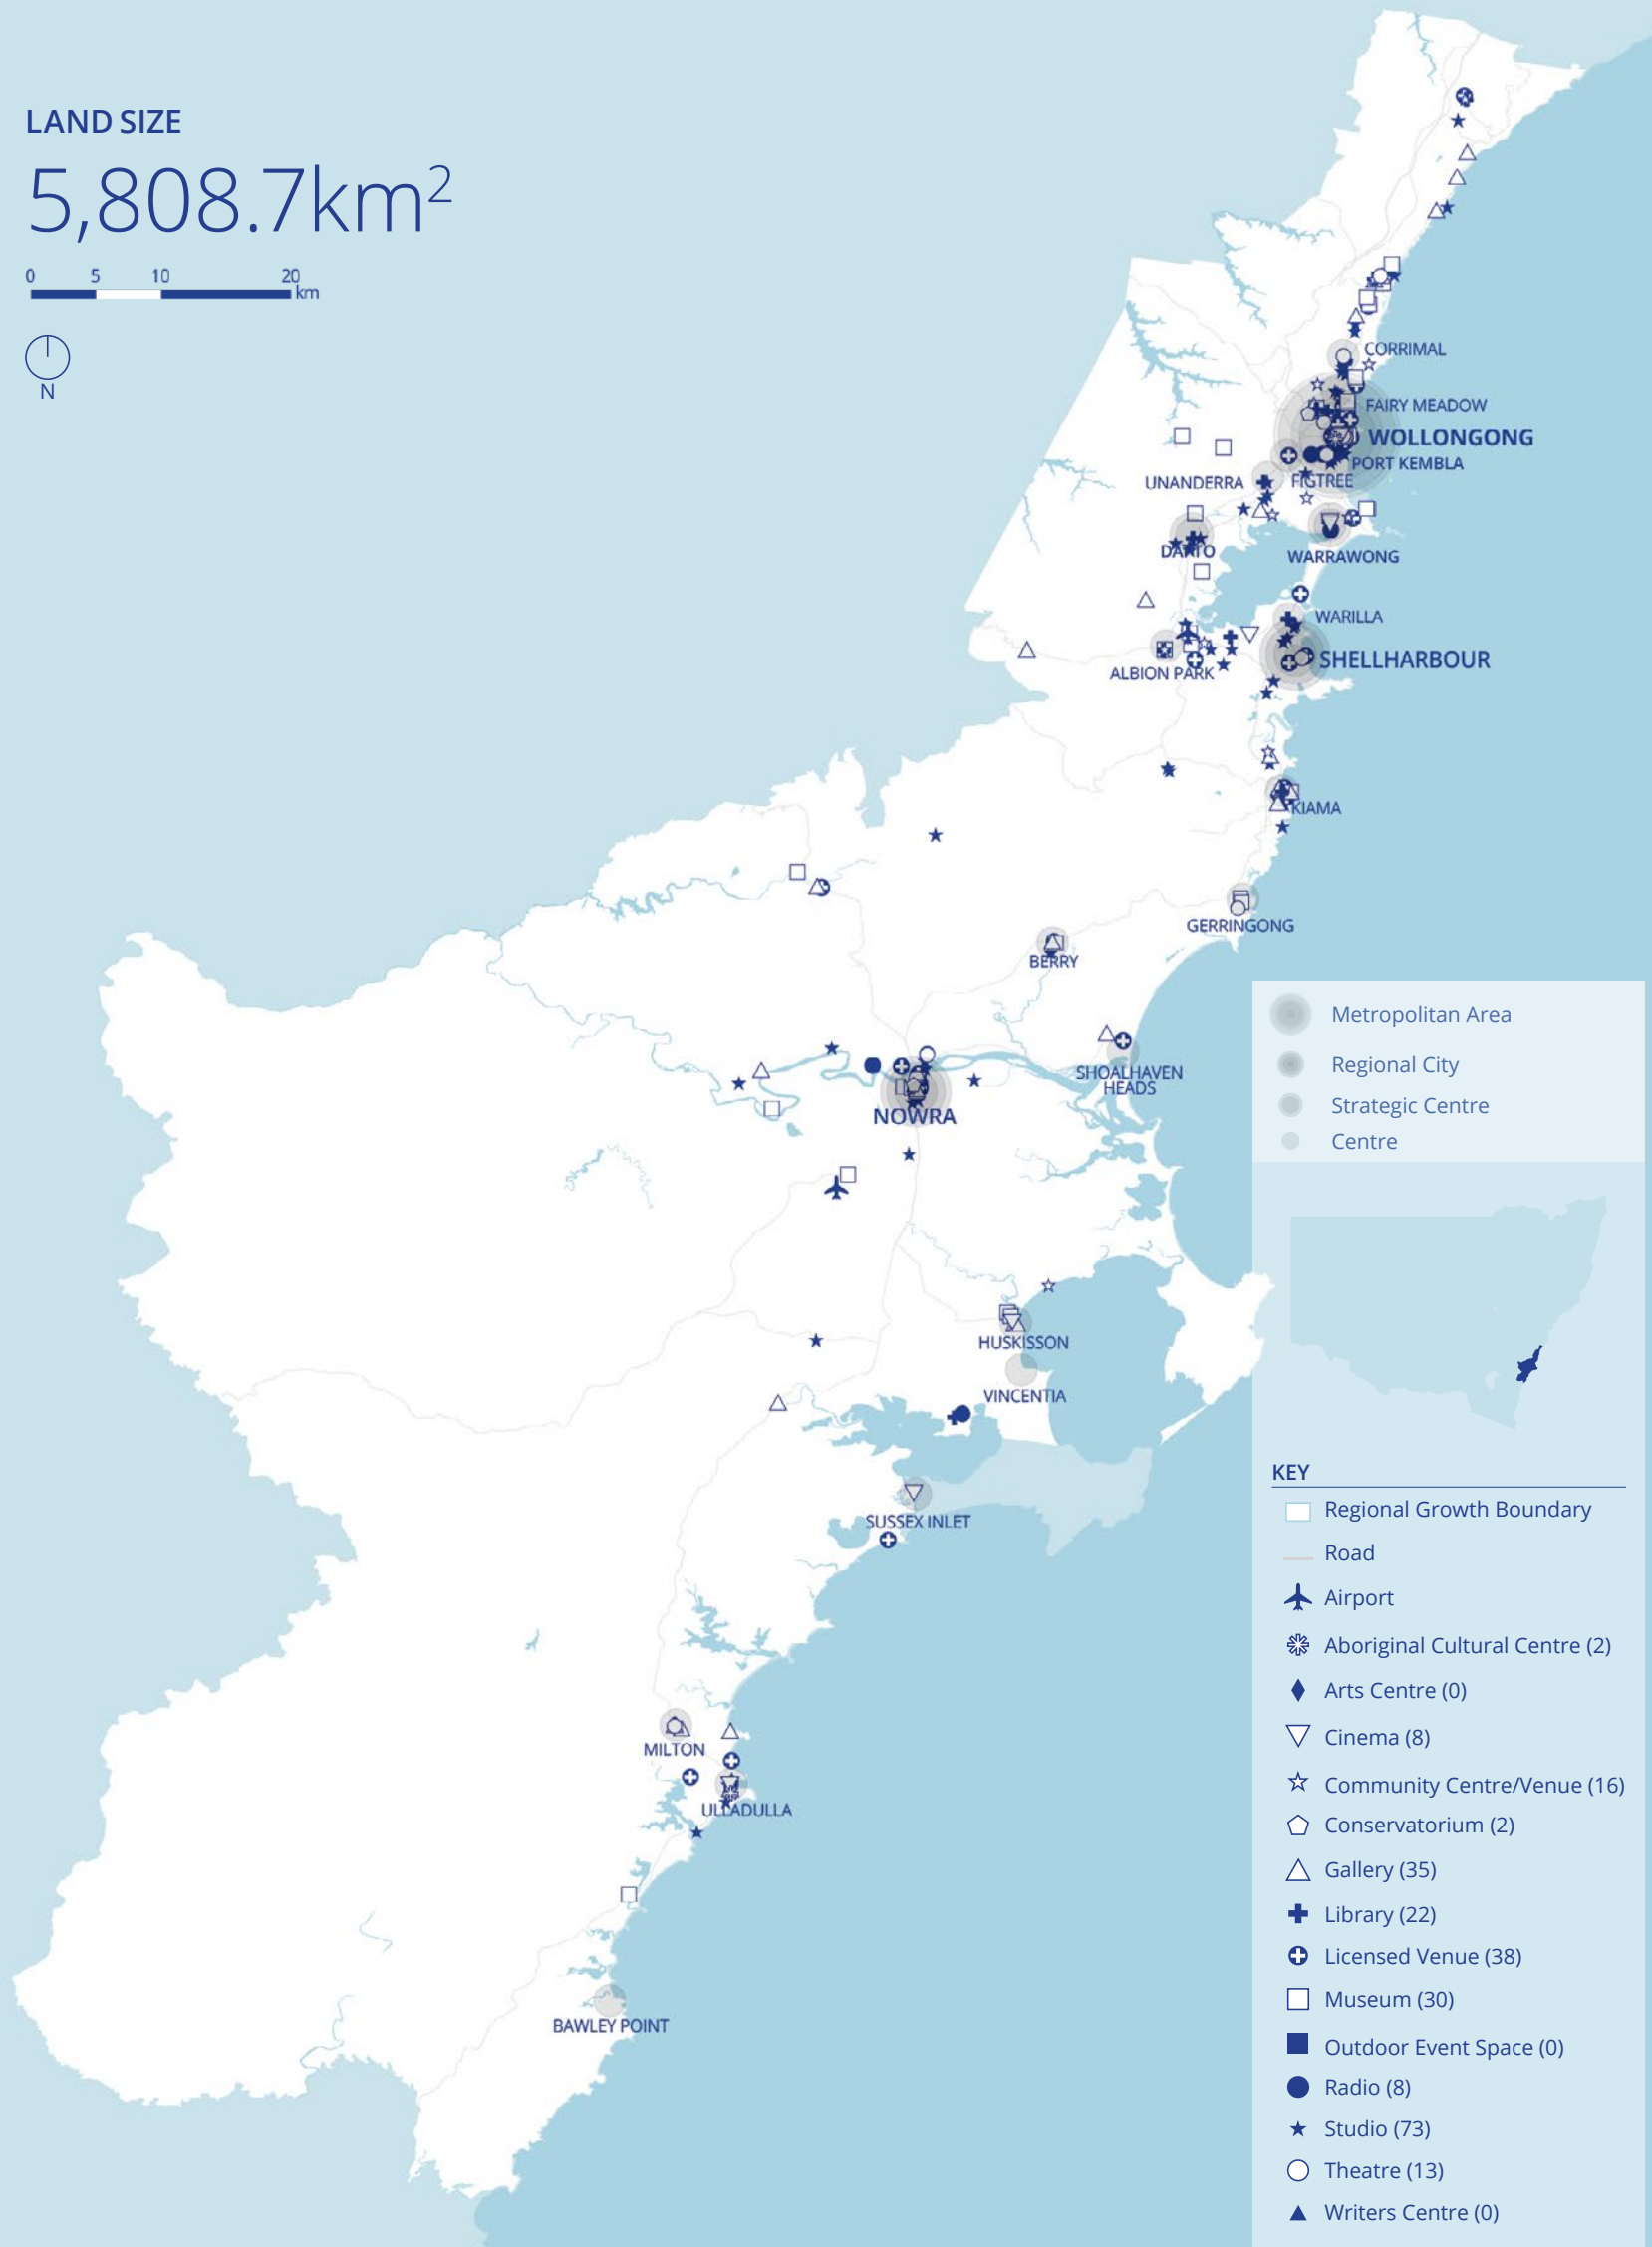 LAND SIZE
5,808.7km²
0 5 10 20
km
N
CORRIMAL
FAIRY MEADOW
WOLLONGONG
PORT KEMBLA
UNANDERRA
FIGTREE
DAPTO
WARRAWONG
WARILLA
SHELLHARBOUR
ALBION PARK
KIAMA
GERRINGONG
BERRY
SHOALHAVEN
HEADS
NOWRA
HUSKISSON
VINCENTIA
SUSSEX INLET
MILTON
ULLADULLA
BAWLEY POINT
Metropolitan Area
Regional City
Strategic Centre
Centre
KEY
Regional Growth Boundary
Road
Airport
Aboriginal Cultural Centre (2)
Arts Centre (0)
Cinema (8)
Community Centre/Venue (16)
Conservatorium (2)
Gallery (35)
Library (22)
Licensed Venue (38)
Museum (30)
Outdoor Event Space (0)
Radio (8)
Studio (73)
Theatre (13)
Writers Centre (0)